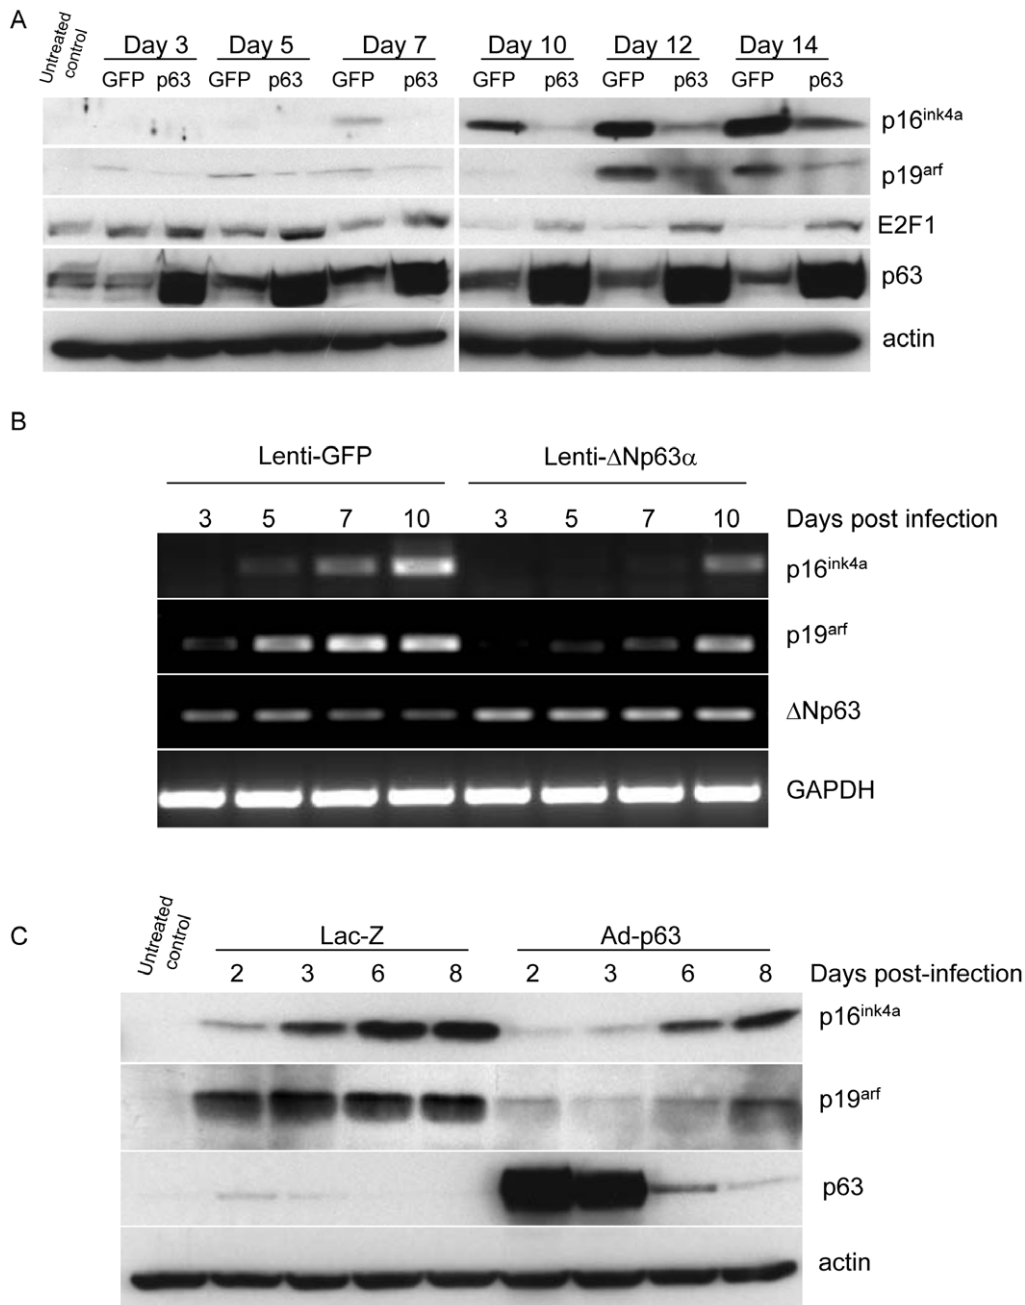 A
Untreated control
Day 3 Day 5 Day 7 Day 10 Day 12 Day 14
GFP p63 GFP p63 GFP p63 GFP p63 GFP p63 GFP p63
p16ink4a
p19arf
E2F1
p63
actin
B
Lenti-GFP Lenti-ΔNp63α
3 5 7 10 3 5 7 10 Days post infection
p16ink4a
p19arf
ΔNp63
GAPDH
C
Untreated control
Lac-Z Ad-p63
2 3 6 8 2 3 6 8 Days post-infection
p16ink4a
p19arf
p63
actin